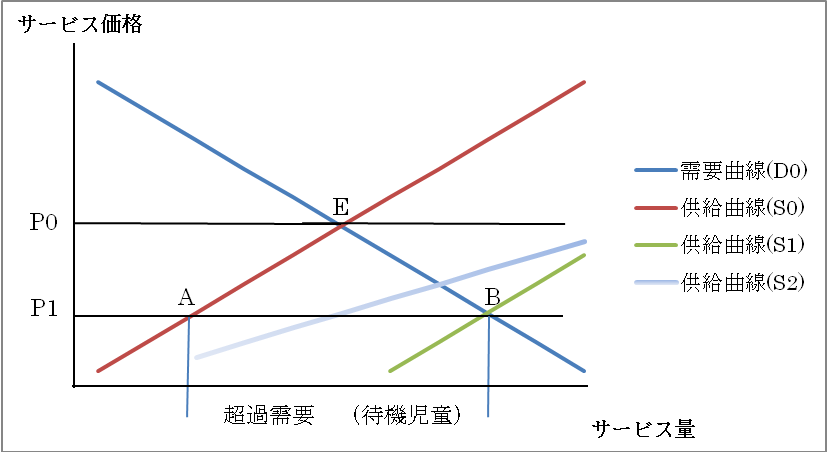 サービス価格
需要曲線(D0)
供給曲線(S0)
E
P0
供給曲線(S1)
供給曲線(S2)
A
B
P1
超過需要 (待機児童)
サービス量